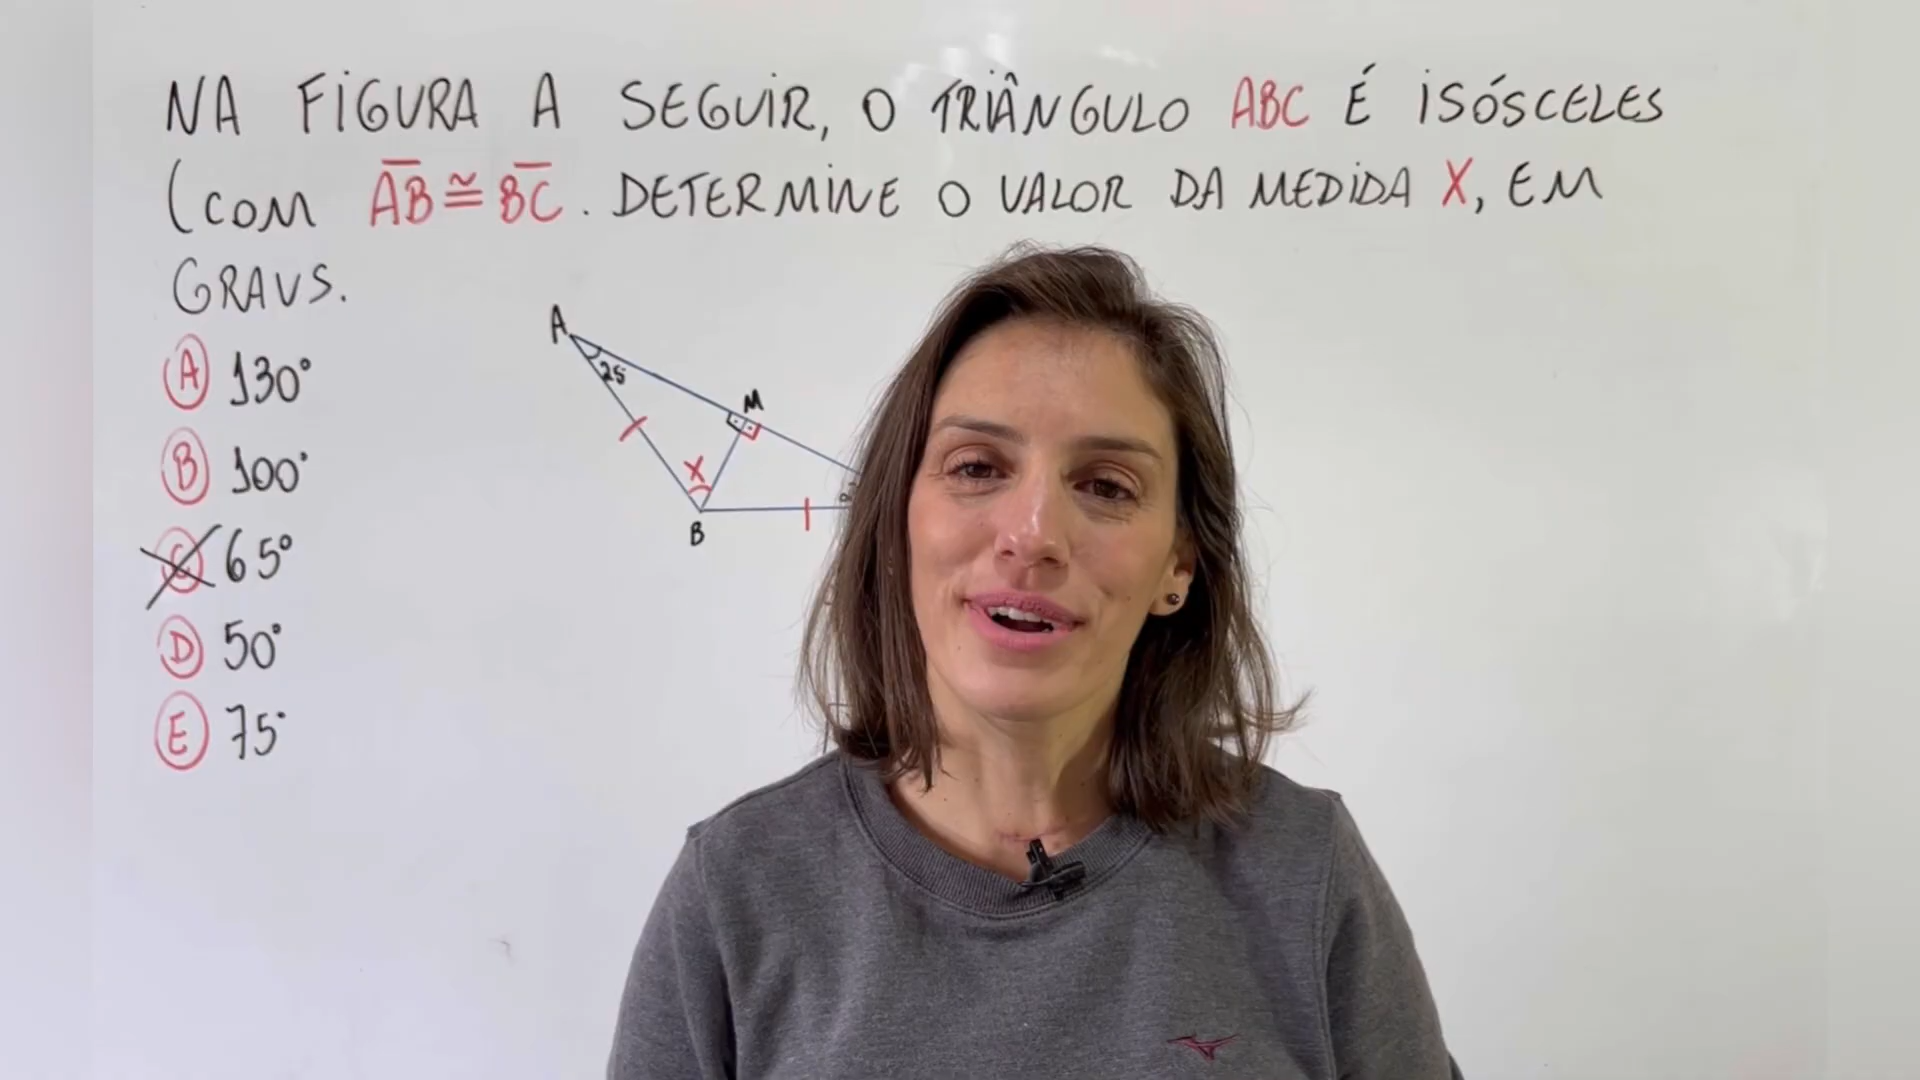 NA FIGURA A SEGUIR, O TRIÂNGULO ABC É ISÓSCELES
(COM AB≅BC. DETERMINE O VALOR DA MEDIDA X, EM
GRAUS.
A 130°
B 100°
C 65°
D 50°
E 75°
A
25
M
X
B